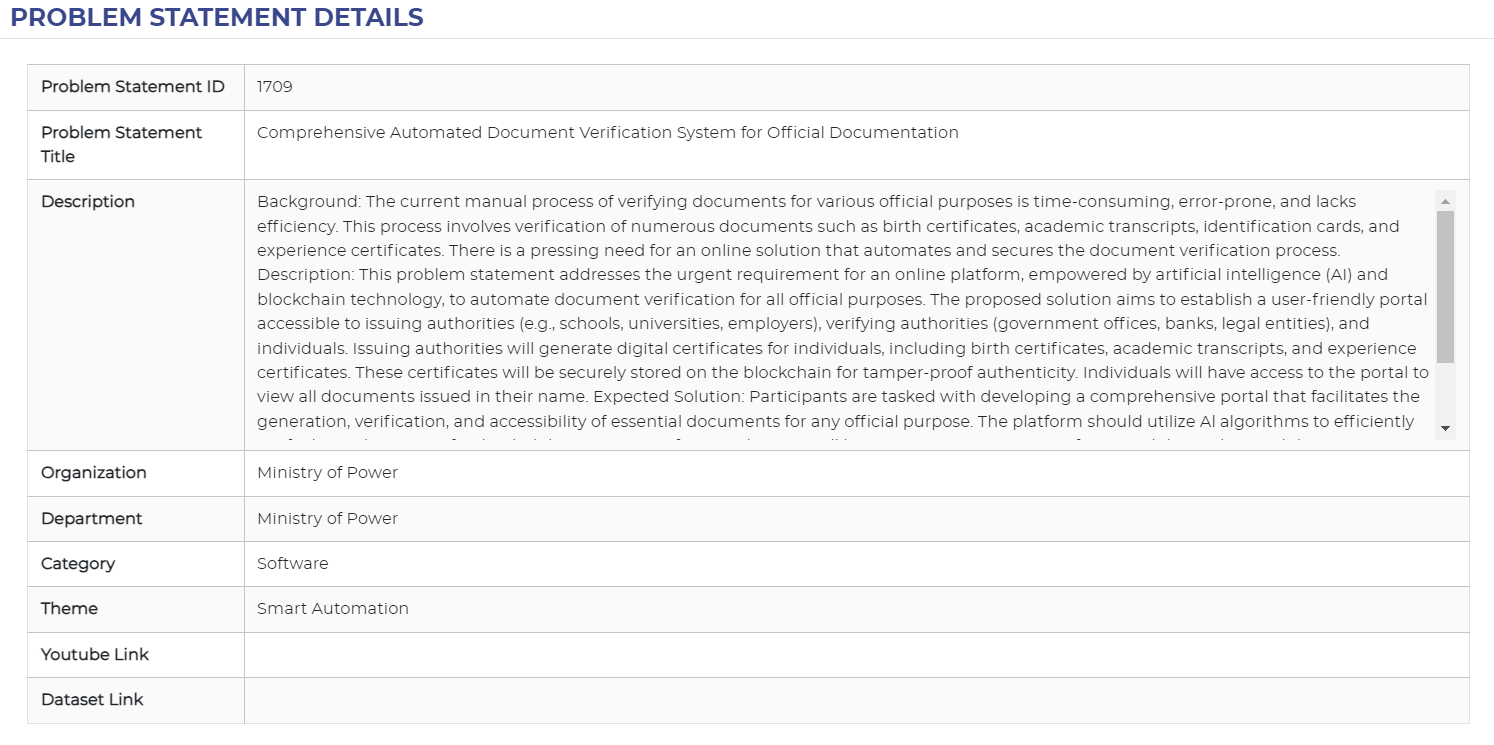 PROBLEM STATEMENT DETAILS
Problem Statement ID
1709
Problem Statement
Title
Comprehensive Automated Document Verification System for Official Documentation
Description
Background: The current manual process of verifying documents for various official purposes is time-consuming, error-prone, and lacks
efficiency. This process involves verification of numerous documents such as birth certificates, academic transcripts, identification cards, and
experience certificates. There is a pressing need for an online solution that automates and secures the document verification process.
Description: This problem statement addresses the urgent requirement for an online platform, empowered by artificial intelligence (AI) and
blockchain technology, to automate document verification for all official purposes. The proposed solution aims to establish a user-friendly portal
accessible to issuing authorities (e.g., schools, universities, employers), verifying authorities (government offices, banks, legal entities), and
individuals. Issuing authorities will generate digital certificates for individuals, including birth certificates, academic transcripts, and experience
certificates. These certificates will be securely stored on the blockchain for tamper-proof authenticity. Individuals will have access to the portal to
view all documents issued in their name. Expected Solution: Participants are tasked with developing a comprehensive portal that facilitates the
generation, verification, and accessibility of essential documents for any official purpose. The platform should utilize AI algorithms to efficiently
Organization
Ministry of Power
Department
Ministry of Power
Category
Software
Theme
Smart Automation
Youtube Link
Dataset Link